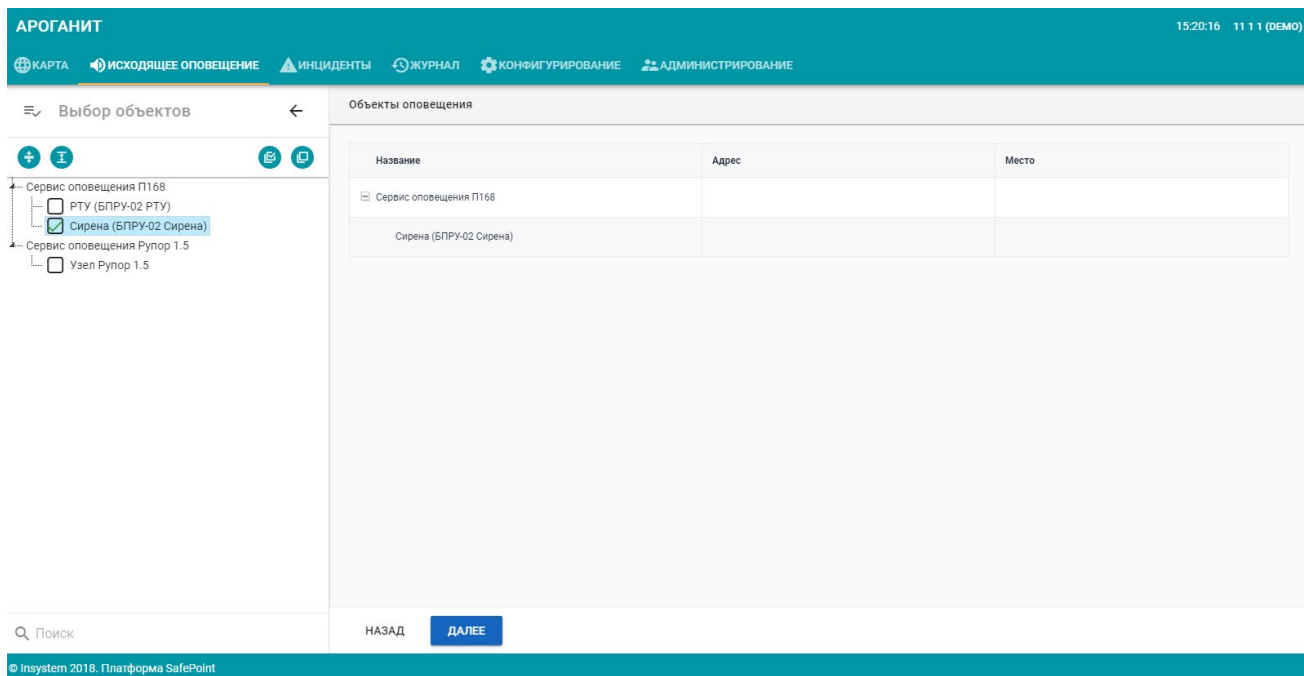 АРОГАНИТ 15:20:16 11 1 1 (DEMO)
КАРТА ИСХОДЯЩЕЕ ОПОВЕЩЕНИЕ ИНЦИДЕНТЫ ЖУРНАЛ КОНФИГУРИРОВАНИЕ АДМИНИСТРИРОВАНИЕ
Выбор объектов
Сервис оповещения П168
РТУ (БПРУ-02 РТУ)
Сирена (БПРУ-02 Сирена)
Сервис оповещения Рупор 1.5
Узел Рупор 1.5
Поиск
Объекты оповещения
Название Адрес Место
Сервис оповещения П168
Сирена (БПРУ-02 Сирена)
НАЗАД ДАЛЕЕ
© Insystem 2018. Платформа SafePoint